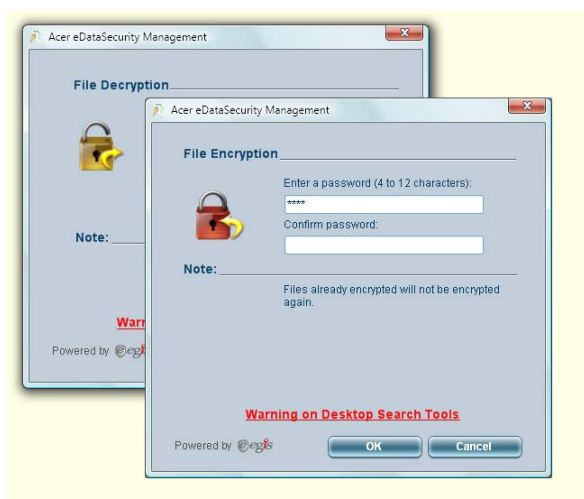 Acer eDataSecurity Management
File Decryption
Note:
Warn
Powered by egi
Acer eDataSecurity Management
File Encryption
Enter a password (4 to 12 characters):
****
Confirm password:
Note:
Files already encrypted will not be encrypted
again.
Warning on Desktop Search Tools
Powered by egis
OK
Cancel